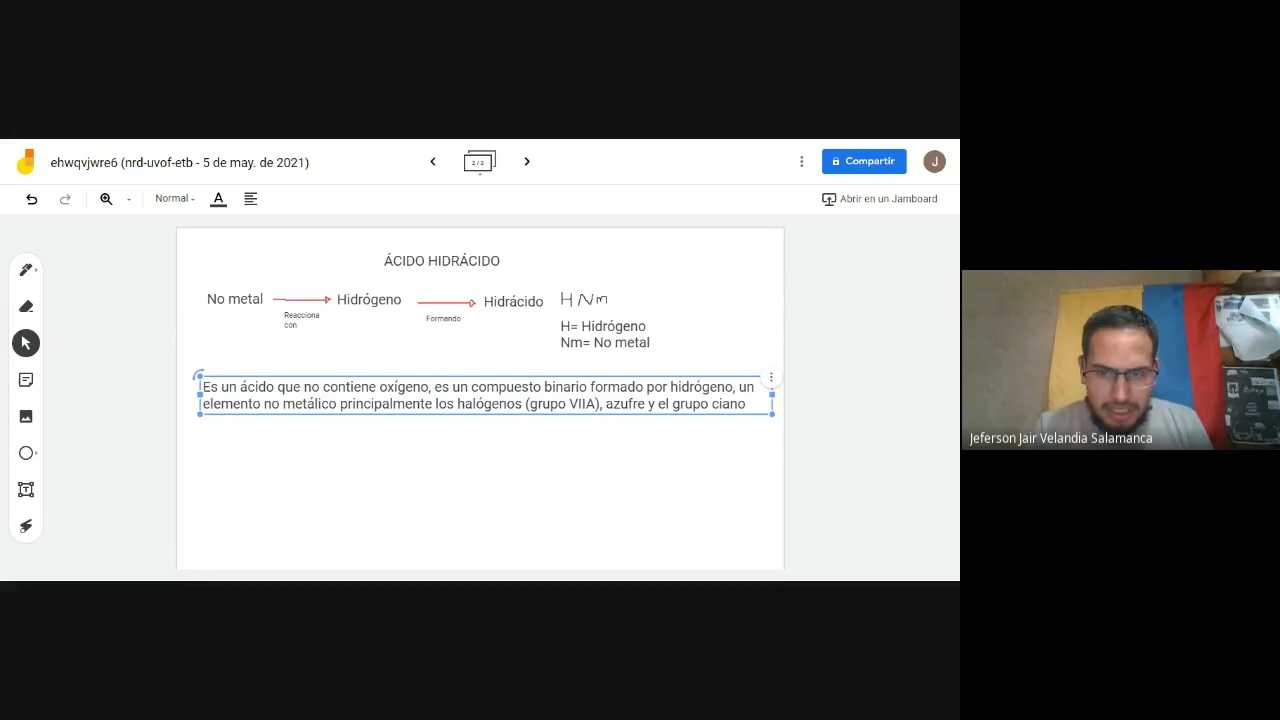 ehwqvjwre6 (nrd-uvof-etb - 5 de may. de 2021)
2 / 2
Compartir
J
Normal
A
Abrir en un Jamboard
ÁCIDO HIDRÁCIDO
No metal
Reacciona
con
Hidrógeno
Formando
Hidrácido
H Nm
H= Hidrógeno
Nm= No metal
Es un ácido que no contiene oxígeno, es un compuesto binario formado por hidrógeno, un
elemento no metálico principalmente los halógenos (grupo VIIA), azufre y el grupo ciano
Jeferson Jair Velandia Salamanca